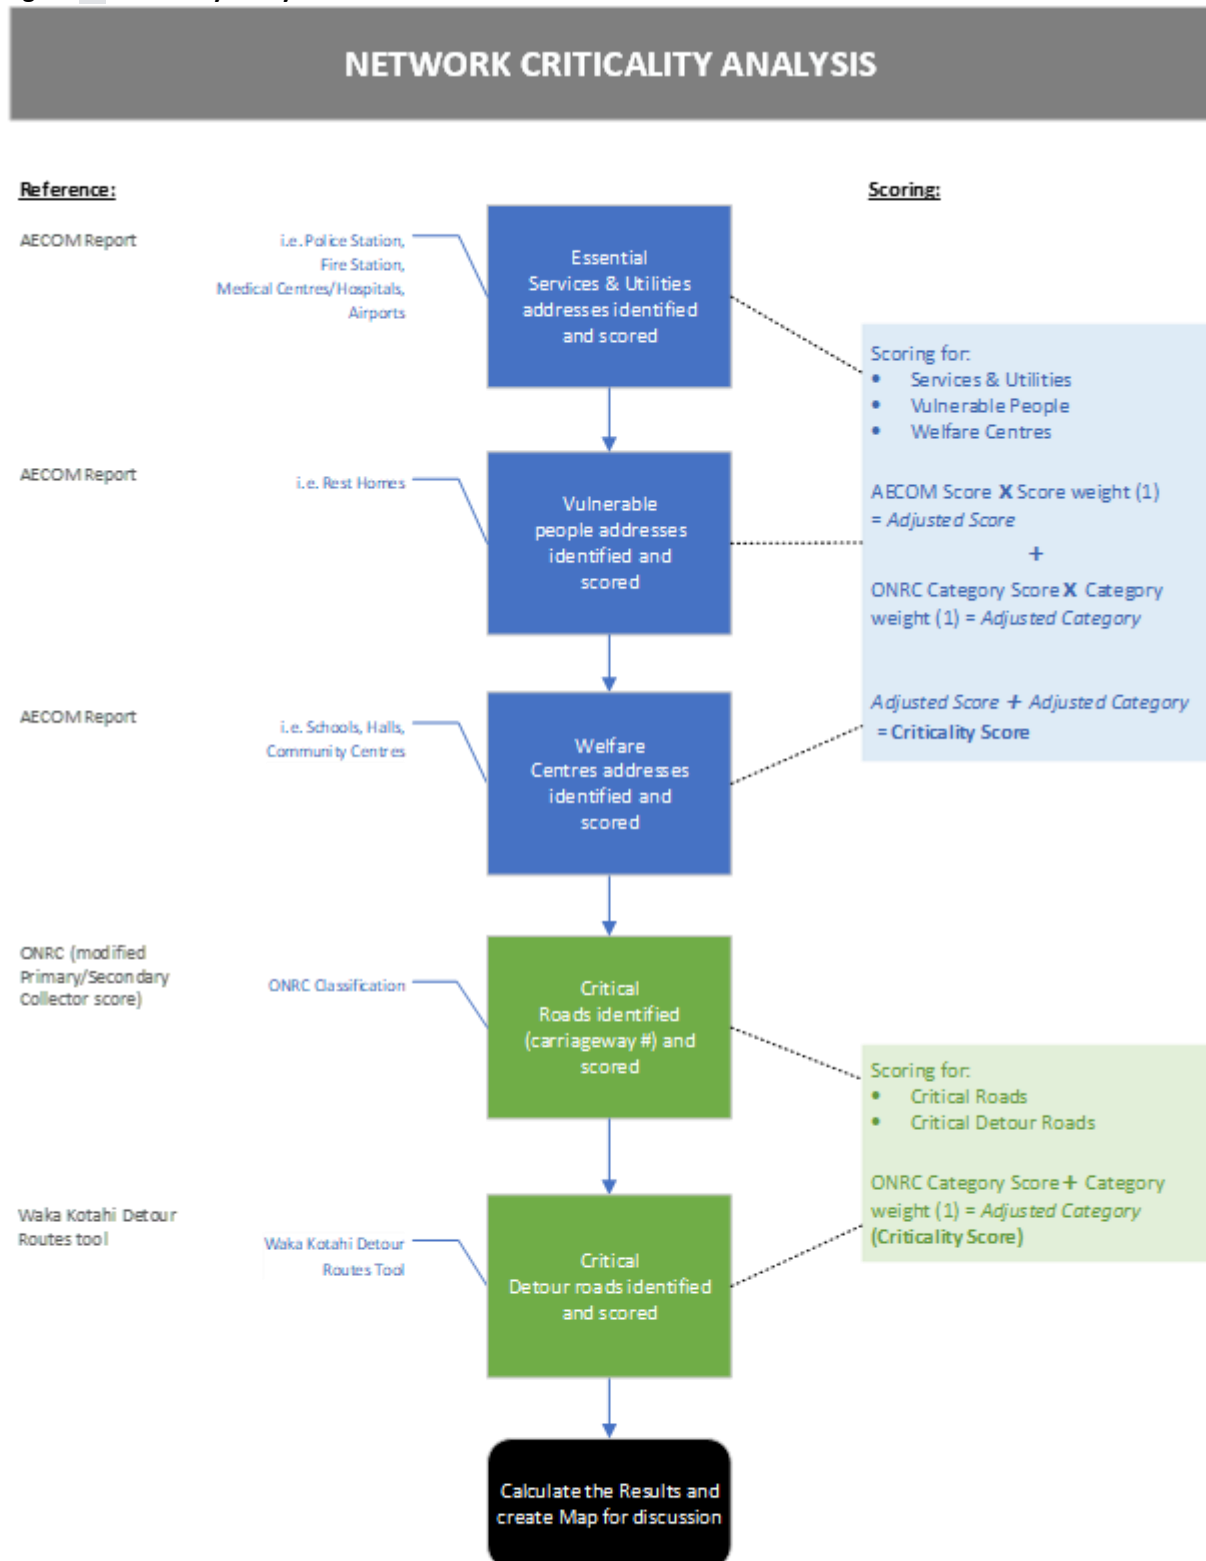 NETWORK CRITICALITY ANALYSIS
Reference:
Scoring:
AECOM Report
i.e. Police Station,
Fire Station,
Medical Centres/Hospitals,
Airports
Essential
Services & Utilities
addresses identified
and scored
Scoring for:
• Services & Utilities
• Vulnerable People
• Welfare Centres
AECOM Score X Score weight (1)
= Adjusted Score
+
ONRC Category Score X Category
weight (1) = Adjusted Category
Adjusted Score + Adjusted Category
= Criticality Score
AECOM Report
i.e. Rest Homes
Vulnerable
people addresses
identified and
scored
AECOM Report
i.e. Schools, Halls,
Community Centres
Welfare
Centres addresses
identified and
scored
ONRC (modified
Primary/Secondary
Collector score)
ONRC Classification
Critical
Roads identified
(carriageway #) and
scored
Scoring for:
• Critical Roads
• Critical Detour Roads
ONRC Category Score + Category
weight (1) = Adjusted Category
(Criticality Score)
Waka Kotahi Detour
Routes tool
Waka Kotahi Detour
Routes Tool
Critical
Detour roads identified
and scored
Calculate the Results and
create Map for discussion